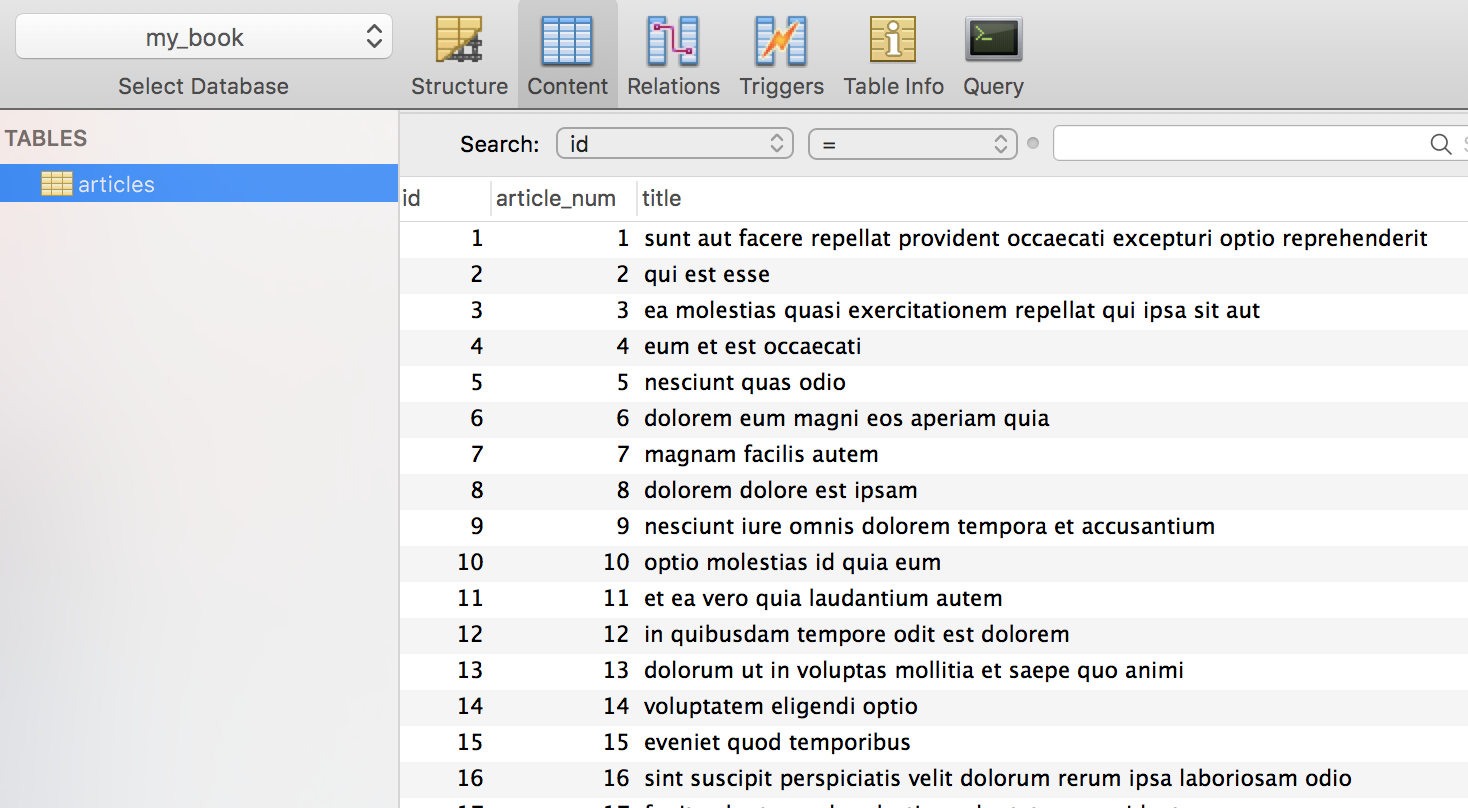 my_book
Select Database
Structure Content Relations Triggers Table Info Query
TABLES
articles
Search: id =
id article_num title
1 1 sunt aut facere repellat provident occaecati excepturi optio reprehenderit
2 2 qui est esse
3 3 ea molestias quasi exercitationem repellat qui ipsa sit aut
4 4 eum et est occaecati
5 5 nesciunt quas odio
6 6 dolorem eum magni eos aperiam quia
7 7 magnam facilis autem
8 8 dolorem dolore est ipsam
9 9 nesciunt iure omnis dolorem tempora et accusantium
10 10 optio molestias id quia eum
11 11 et ea vero quia laudantium autem
12 12 in quibusdam tempore odit est dolorem
13 13 dolorum ut in voluptas mollitia et saepe quo animi
14 14 voluptatem eligendi optio
15 15 eveniet quod temporibus
16 16 sint suscipit perspiciatis velit dolorum rerum ipsa laboriosam odio
17 17